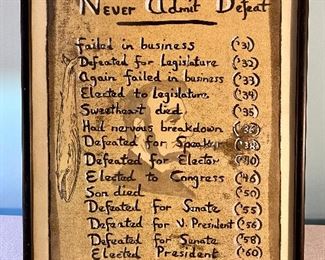 Never Admit Defeat
failed in business ('31)
Defeated for Legislature ('32)
Again failed in business ('33)
Elected to legislature ('34)
Sweetheart died ('35)
Had nervous breakdown ('36)
Defeated for Speaker ('38)
Defeated for Elector ('40)
Elected to Congress ('46)
Son died ('50)
Defeated for Senate ('55)
Defeated for V. President ('56)
Defeated for Senate ('58)
Elected President ('60)